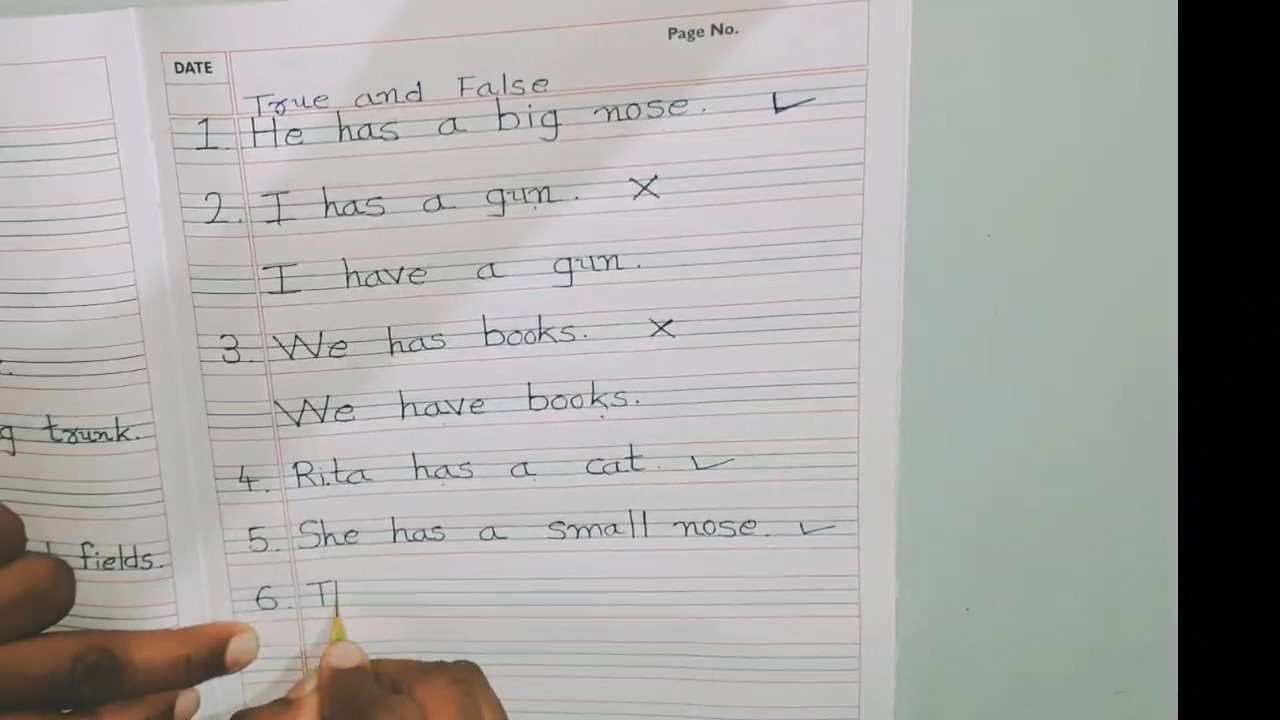 Page No.
DATE
True and False
1. He has a big nose. ✓
2. I has a gun. X
I have a gun.
3. We has books. X
We have books.
4. Rita has a cat. ✓
5. She has a small nose. ✓
6. T
trunk.
fields.